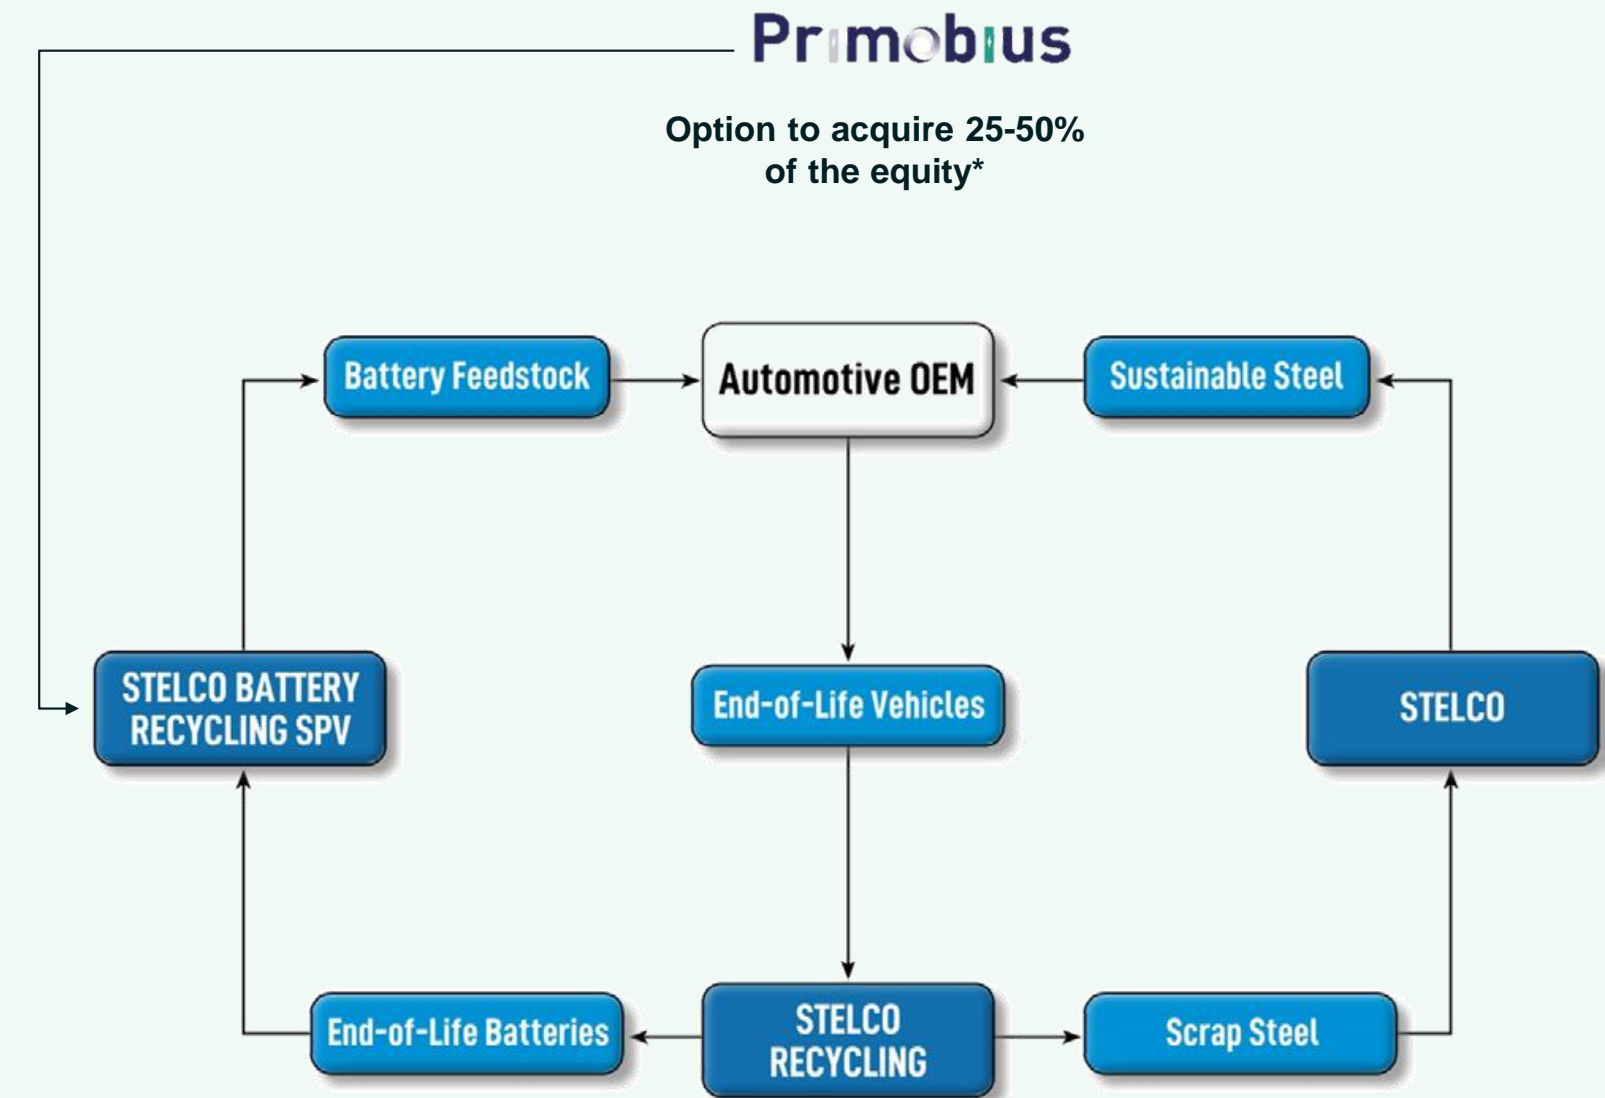 Primobius
Option to acquire 25-50%
of the equity*
Battery Feedstock
Automotive OEM
Sustainable Steel
STELCO BATTERY
RECYCLING SPV
End-of-Life Vehicles
STELCO
End-of-Life Batteries
STELCO
RECYCLING
Scrap Steel